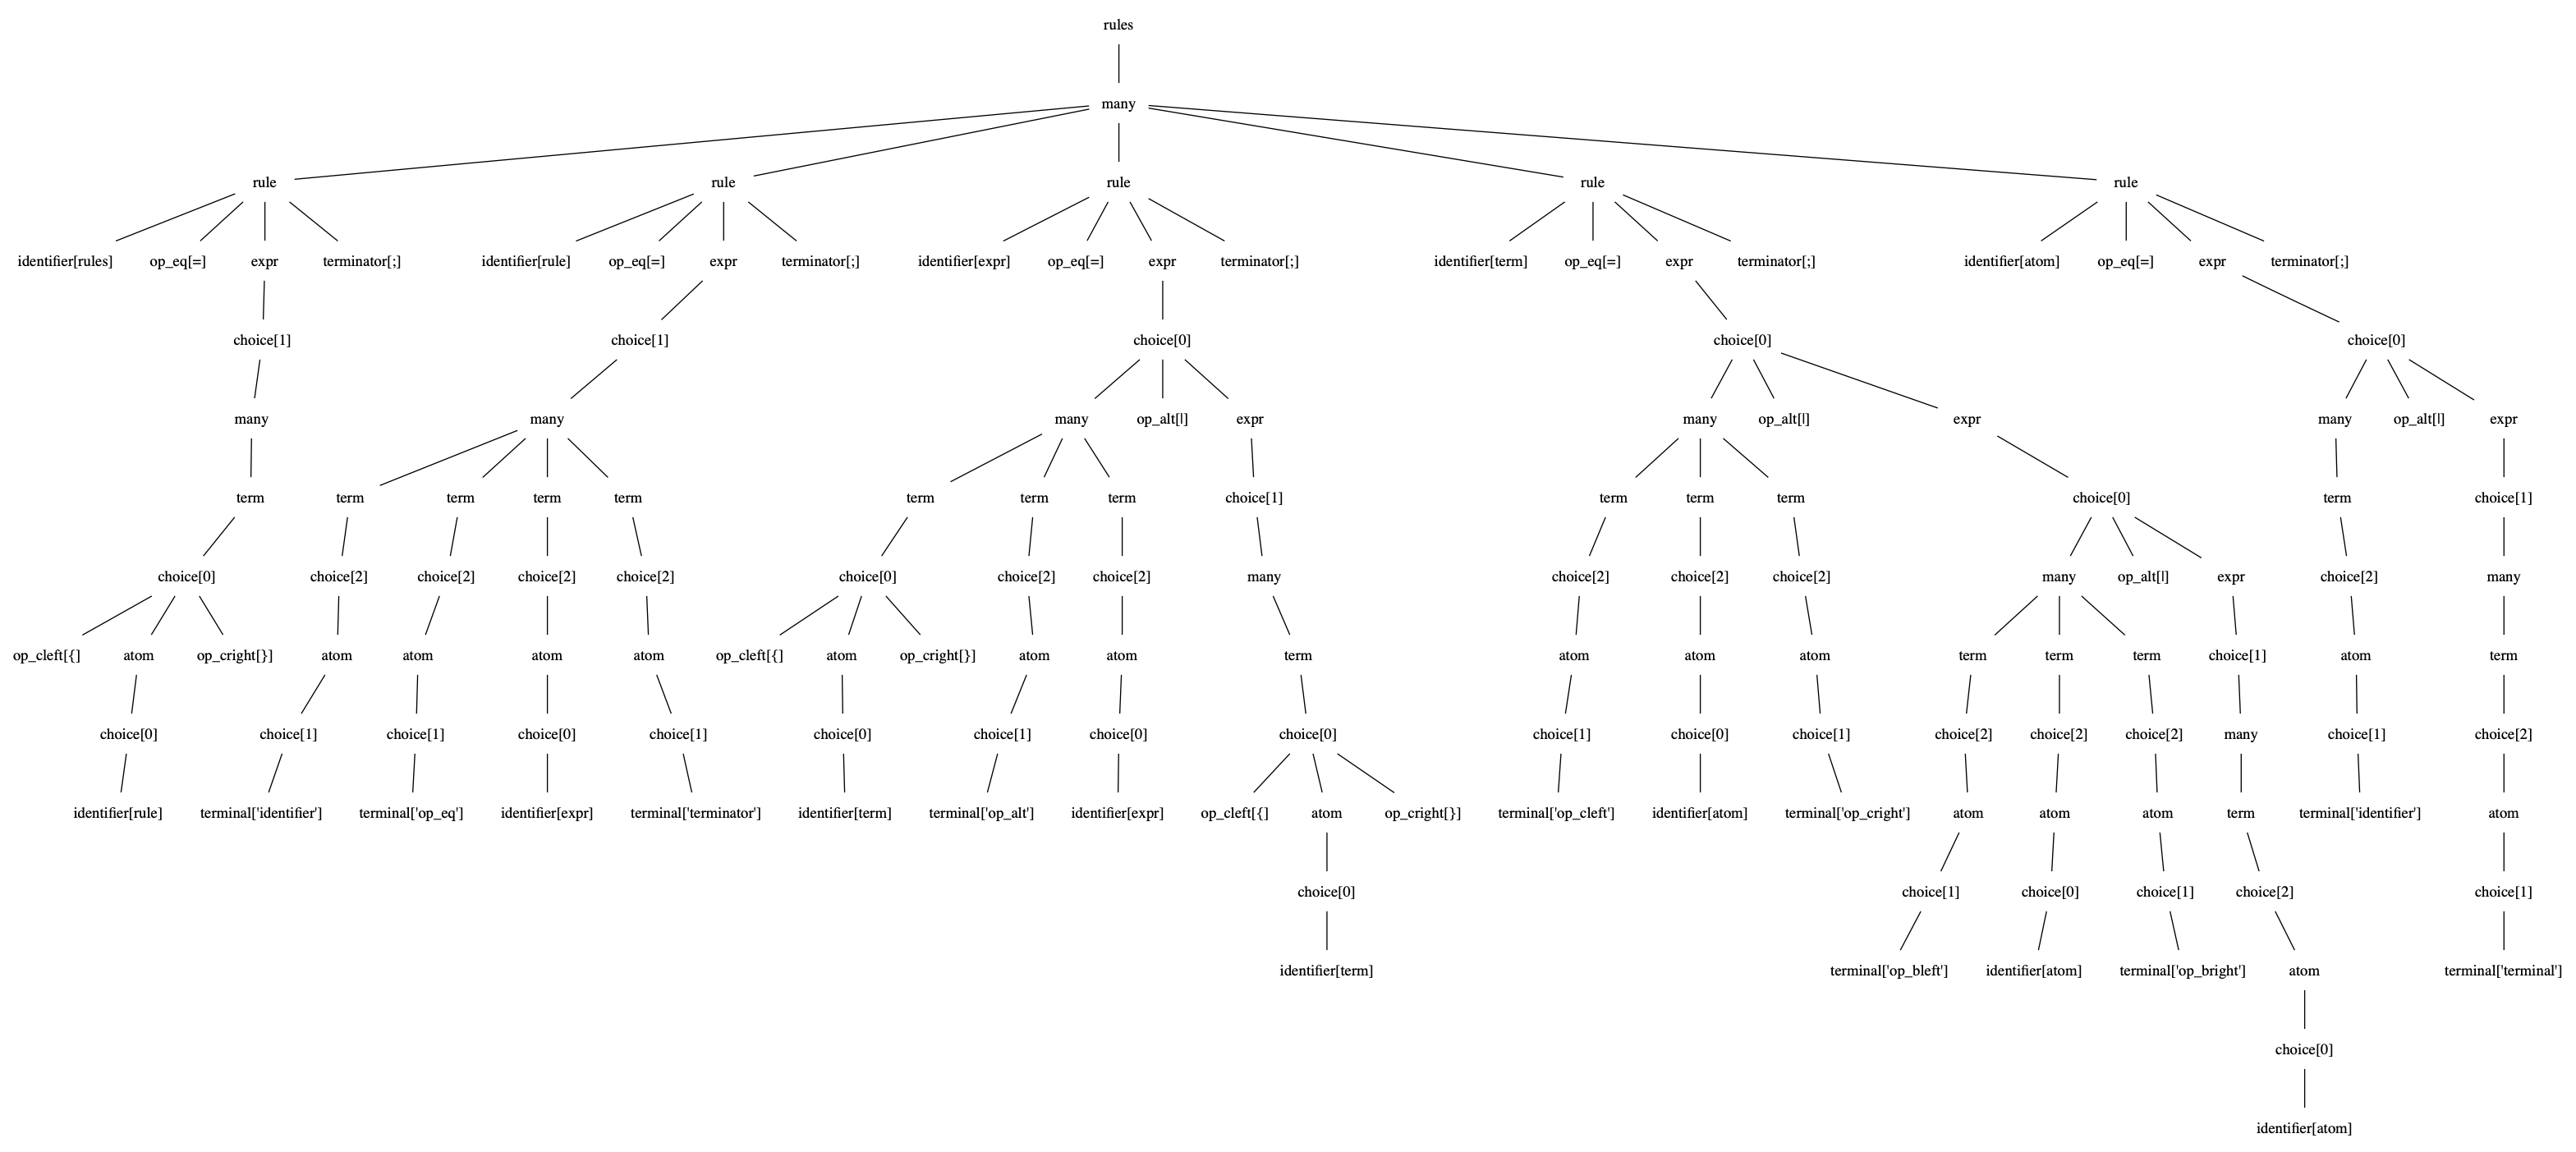 rules
many
rule rule rule rule rule
identifier[rules] op_eq[=] expr terminator[;] identifier[rule] op_eq[=] expr terminator[;] identifier[expr] op_eq[=] expr terminator[;] identifier[term] op_eq[=] expr terminator[;] identifier[atom] op_eq[=] expr terminator[;]
choice[1] choice[1] choice[0] choice[0] choice[0]
many many many op_alt[|] expr many op_alt[|] expr many op_alt[|] expr
term term term term term term term term choice[1] term term term choice[0] term choice[1]
choice[0] choice[2] choice[2] choice[2] choice[2] choice[0] choice[2] choice[2] many choice[2] choice[2] choice[2] many op_alt[|] expr choice[2] many
op_cleft[{] atom op_cright[}] atom atom atom atom op_cleft[{] atom op_cright[}] atom atom term atom atom atom term term term choice[1] atom term
choice[0] choice[1] choice[1] choice[0] choice[1] choice[0] choice[1] choice[0] choice[0] choice[1] choice[0] choice[1] choice[2] choice[2] choice[2] many choice[1] choice[2]
identifier[rule] terminal['identifier'] terminal['op_eq'] identifier[expr] terminal['terminator'] identifier[term] terminal['op_alt'] identifier[expr] op_cleft[{] atom op_cright[}] terminal['op_cleft'] identifier[atom] terminal['op_cright'] atom atom atom term terminal['identifier'] atom
choice[0] choice[1] choice[0] choice[1] choice[2] choice[1]
identifier[term] terminal['op_bleft'] identifier[atom] terminal['op_bright'] atom terminal['terminal']
choice[0]
identifier[atom]